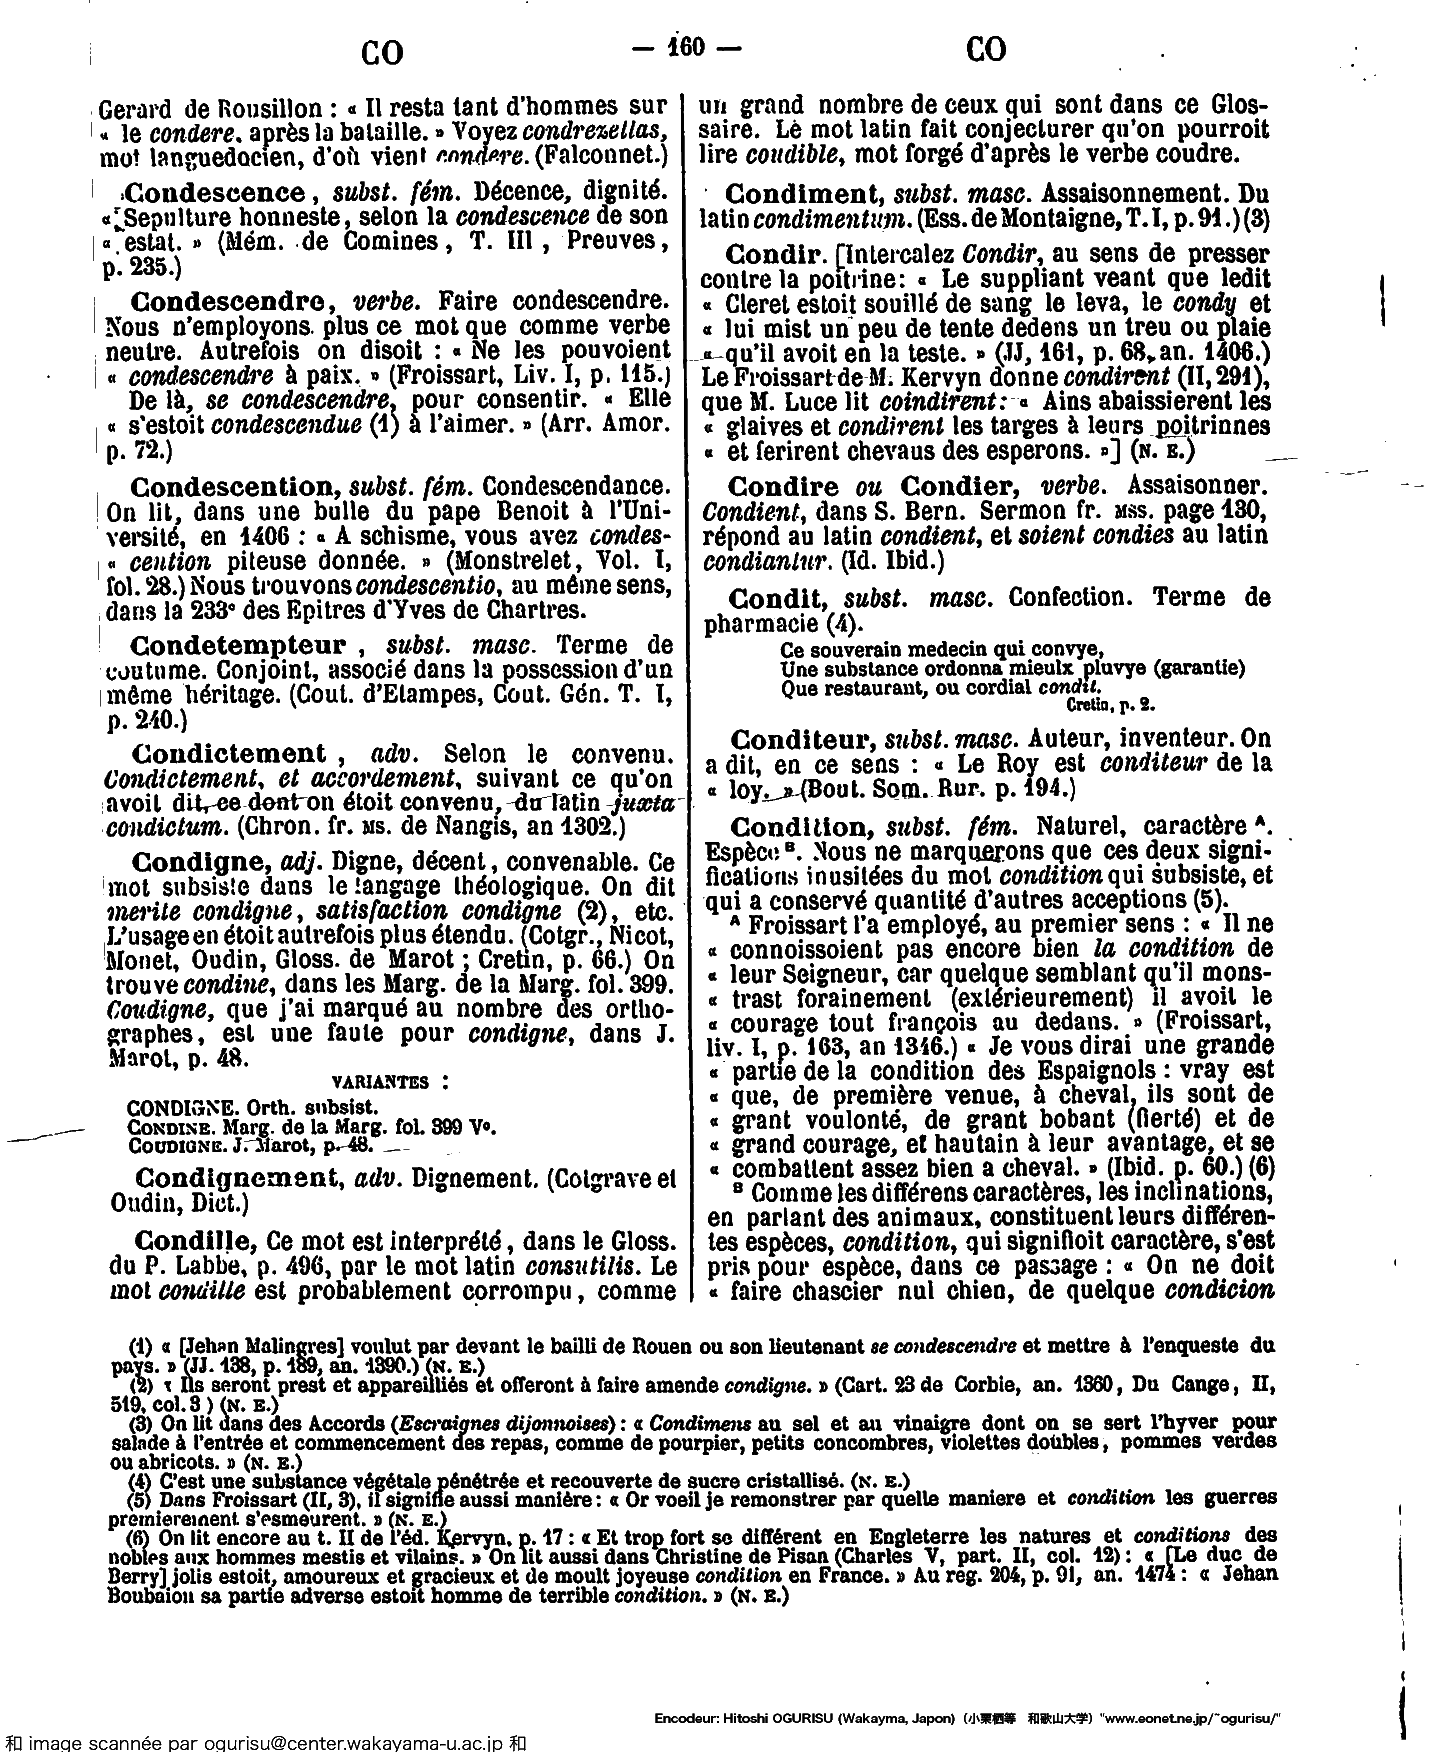 CO
— 160 —
CO
Gerard de Rousillon : « Il resta tant d'hommes sur
« le condere. après la bataille. » Voyez condrezellas,
mot languedocien, d'où vient condere. (Falconnet.)
Condescence, subst. fém. Décence, dignité.
« Sepulture honneste, selon la condescence de son
« estat. » (Mém. de Comines, T. III, Preuves,
p. 235.)
Condescendre, verbe. Faire condescendre.
Nous n'employons plus ce mot que comme verbe
neutre. Autrefois on disoit : « Ne les pouvoient
« condescendre à paix. » (Froissart, Liv. I, p. 115.)
De là, se condescendre, pour consentir. « Elle
« s'estoit condescendue (1) à l'aimer. » (Arr. Amor.
p. 72.)
Condescention, subst. fém. Condescendance.
On lit, dans une bulle du pape Benoit à l'Uni-
versité, en 1406 : « A schisme, vous avez condes-
« cention piteuse donnée. » (Monstrelet, Vol. I,
fol. 28.) Nous trouvons condescentio, au même sens,
dans la 233e des Epitres d'Yves de Chartres.
Condetempteur, subst. masc. Terme de
coutume. Conjoint, associé dans la possession d'un
même héritage. (Cout. d'Etampes, Cout. Gén. T. I,
p. 240.)
Condictement, adv. Selon le convenu.
Condictement, et accordement, suivant ce qu'on
avoit dit, ce dont on étoit convenu, du latin juxta
condictum. (Chron. fr. MS. de Nangis, an 1302.)
Condigne, adj. Digne, décent, convenable. Ce
mot subsiste dans le langage théologique. On dit
merite condigne, satisfaction condigne (2), etc.
L'usage en étoit autrefois plus étendu. (Cotgr., Nicot,
Monet, Oudin, Gloss. de Marot ; Cretin, p. 66.) On
trouve condine, dans les Marg. de la Marg. fol. 399.
Coudigne, que j'ai marqué au nombre des ortho-
graphes, est une faute pour condigne, dans J.
Marot, p. 48.
VARIANTES :
CONDIGNE. Orth. subsist.
CONDINE. Marg. de la Marg. fol. 399 Vo.
COUDIGNE. J. Marot, p. 48.
Condignement, adv. Dignement. (Cotgrave et
Oudin, Dict.)
Condille, Ce mot est interprété, dans le Gloss.
du P. Labbe, p. 496, par le mot latin consutilis. Le
mot condille est probablement corrompu, comme
un grand nombre de ceux qui sont dans ce Glos-
saire. Le mot latin fait conjecturer qu'on pourroit
lire coudible, mot forgé d'après le verbe coudre.
Condiment, subst. masc. Assaisonnement. Du
latin condimentum. (Ess. de Montaigne, T. I, p. 91.) (3)
Condir. [Intercalez Condir, au sens de presser
contre la poitrine: « Le suppliant veant que ledit
« Cleret estoit souillé de sang le leva, le condy et
« lui mist un peu de tente dedens un treu ou plaie
« qu'il avoit en la teste. » (JJ, 161, p. 68, an. 1406.)
Le Froissart de M. Kervyn donne condirent (II, 291),
que M. Luce lit coindirent: « Ains abaissierent les
« glaives et condirent les targes à leurs poitrinnes
« et ferirent chevaus des esperons. »] (N. E.)
Condire ou Condier, verbe. Assaisonner.
Condient, dans S. Bern. Sermon fr. MSS. page 130,
répond au latin condient, et soient condies au latin
condiantur. (Id. Ibid.)
Condit, subst. masc. Confection. Terme de
pharmacie (4).
Ce souverain medecin qui convye,
Une substance ordonna mieulx pluvye (garantie)
Que restaurant, ou cordial condit.
Cretin, p. 2.
Conditeur, subst. masc. Auteur, inventeur. On
a dit, en ce sens : « Le Roy est conditeur de la
« loy. » (Bout. Som. Rur. p. 194.)
Condition, subst. fém. Naturel, caractère A.
Espèce B. Nous ne marquerons que ces deux signi-
fications inusitées du mot condition qui subsiste, et
qui a conservé quantité d'autres acceptions (5).
A Froissart l'a employé, au premier sens : « Il ne
« connoissoient pas encore bien la condition de
« leur Seigneur, car quelque semblant qu'il mons-
« trast forainement (extérieurement) il avoit le
« courage tout françois au dedans. » (Froissart,
liv. I, p. 163, an 1346.) « Je vous dirai une grande
« partie de la condition des Espaignols : vray est
« que, de première venue, à cheval, ils sont de
« grant voulonté, de grant bobant (fierté) et de
« grand courage, et hautain à leur avantage, et se
« combattent assez bien a cheval. » (Ibid. p. 60.) (6)
B Comme les différens caractères, les inclinations,
en parlant des animaux, constituent leurs différen-
tes espèces, condition, qui signifioit caractère, s'est
pris pour espèce, dans ce passage : « On ne doit
« faire chascier nul chien, de quelque condicion
(1) « [Jehan Malingres] voulut par devant le bailli de Rouen ou son lieutenant se condescendre et mettre à l'enqueste du
pays. » (JJ. 138, p. 189, an. 1390.) (N. E.)
(2) « Ils seront prest et appareilliés et offeront à faire amende condigne. » (Cart. 23 de Corbie, an. 1360, Du Cange, II,
519, col. 3 ) (N. E.)
(3) On lit dans des Accords (Escraignes dijonnoises) : « Condimens au sel et au vinaigre dont on se sert l'hyver pour
salade à l'entrée et commencement des repas, comme de pourpier, petits concombres, violettes doubles, pommes verdes
ou abricots. » (N. E.)
(4) C'est une substance végétale pénétrée et recouverte de sucre cristallisé. (N. E.)
(5) Dans Froissart (II, 3), il signifie aussi manière : « Or voeil je remonstrer par quelle maniere et condition les guerres
premierement s'esmeurent. » (N. E.)
(6) On lit encore au t. II de l'éd. Kervyn, p. 17 : « Et trop fort se différent en Engleterre les natures et conditions des
nobles aux hommes mestis et vilains. » On lit aussi dans Christine de Pisan (Charles V, part. II, col. 12) : « [Le duc de
Berry] jolis estoit, amoureux et gracieux et de moult joyeuse condition en France. » Au reg. 204, p. 91, an. 1474 : « Jehan
Boubaiou sa partie adverse estoit homme de terrible condition. » (N. E.)
Encodeur: Hitoshi OGURISU (Wakayma, Japon) (小栗栖等 和歌山大学) "www.eonet.ne.jp/~ogurisu/"
和 image scannée par ogurisu@center.wakayama-u.ac.jp 和